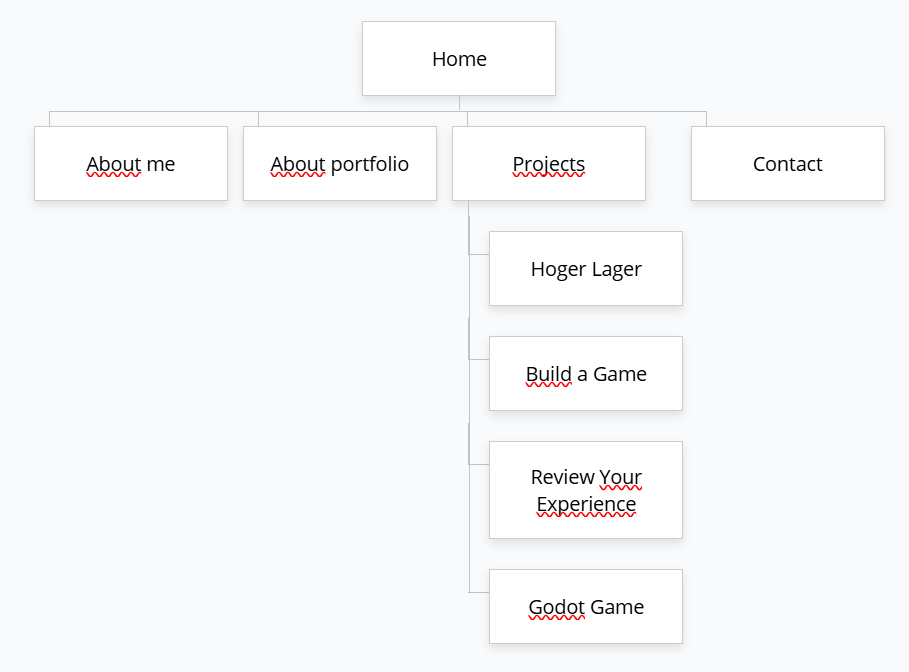 Home
About me
About portfolio
Projects
Contact
Hoger Lager
Build a Game
Review Your
Experience
Godot Game